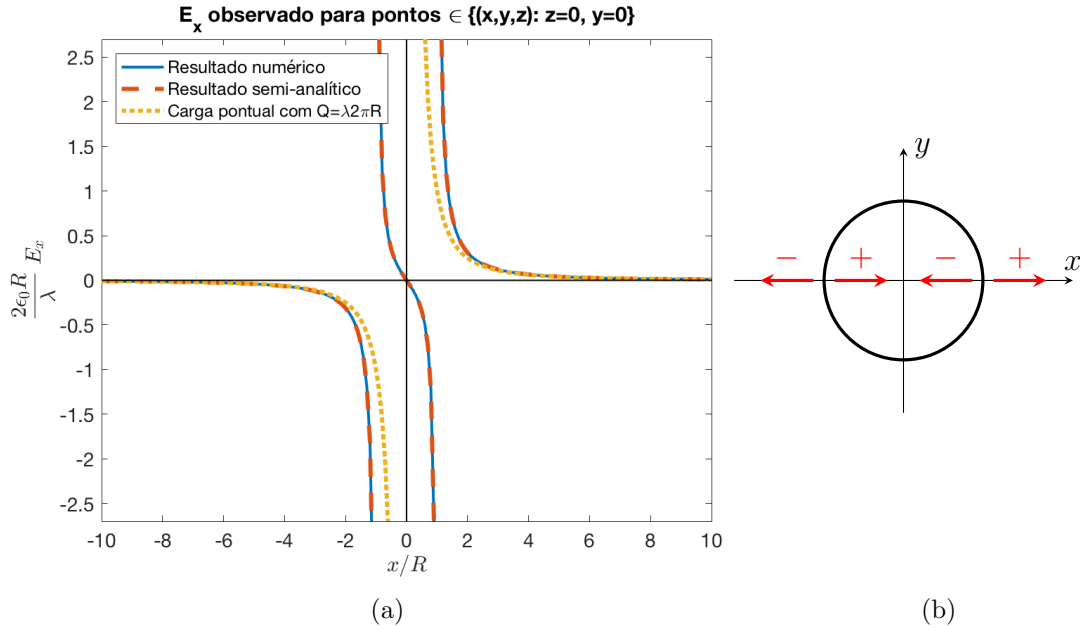 E_x observado para pontos ∈ {(x,y,z): z=0, y=0}
Resultado numérico
Resultado semi-analítico
Carga pontual com Q=λ2πR
2.5
2
1.5
1
0.5
0
-0.5
-1
-1.5
-2
-2.5
2ϵ₀R/λ E_x
-10 -8 -6 -4 -2 0 2 4 6 8 10
x/R
(a)
y
− + − +
x
(b)